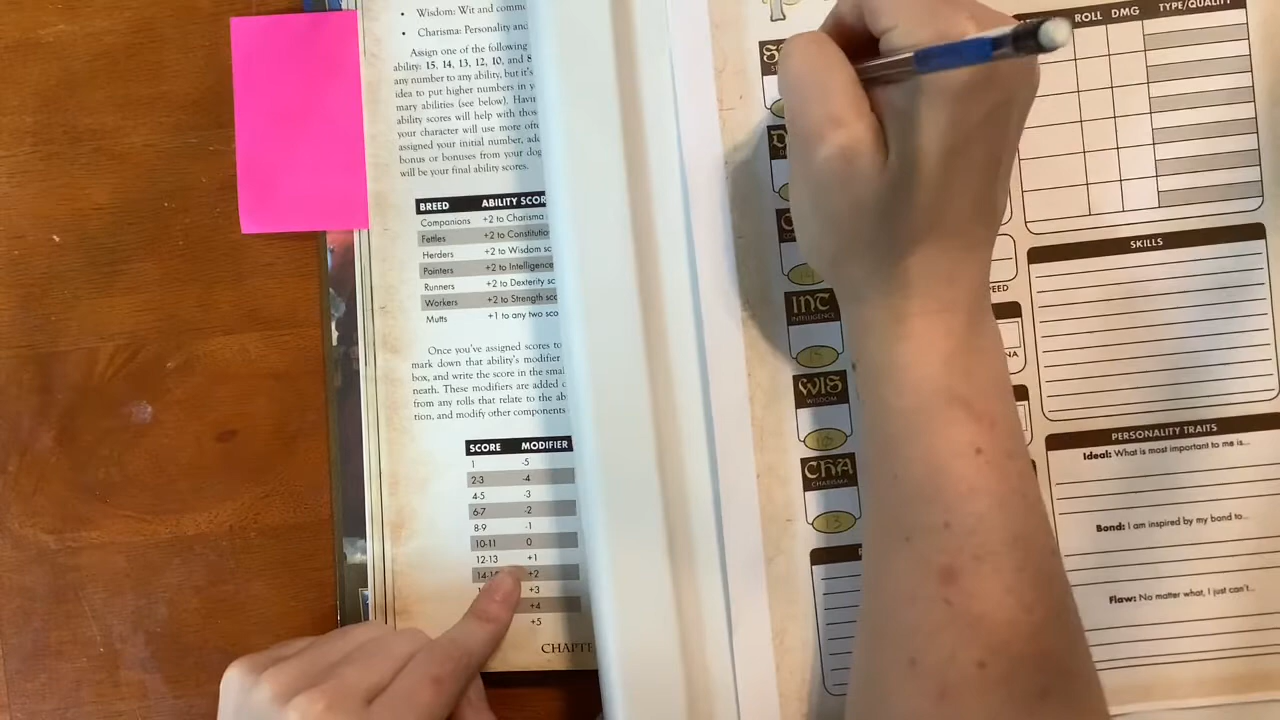 • Wisdom: Wit and comm
• Charisma: Personality and
Assign one of the following
ability: 15, 14, 13, 12, 10, and 8
any number to any ability, but it's
idea to put higher numbers in y
mary abilities (see below). Havi
ability scores will help with thos
your character will use more oft
assigned your initial number, ad
bonus or bonuses from your dog
will be your final ability scores.
BREED ABILITY SCOR
Companions +2 to Charisma
Fettles +2 to Constitutio
Herders +2 to Wisdom sc
Pointers +2 to Intelligence
Runners +2 to Dexterity sc
Workers +2 to Strength sco
Mutts +1 to any two sco
Once you've assigned scores to
mark down that ability's modifier
box, and write the score in the smal
neath. These modifiers are added
from any rolls that relate to the ab
tion, and modify other components
SCORE MODIFIER
1 -5
2-3 -4
4-5 -3
6-7 -2
8-9 -1
10-11 0
12-13 +1
+2
+3
+4
+5
CHAPTE
INT
INTELLIGENCE
15
WIS
WISDOM
CHA
CHARISMA
13
ROLL DMG TYPE/QUALITY
EED
NA
SKILLS
PERSONALITY TRAITS
Ideal: What is most important to me is...
Bond: I am inspired by my bond to...
Flaw: No matter what, I just can't...